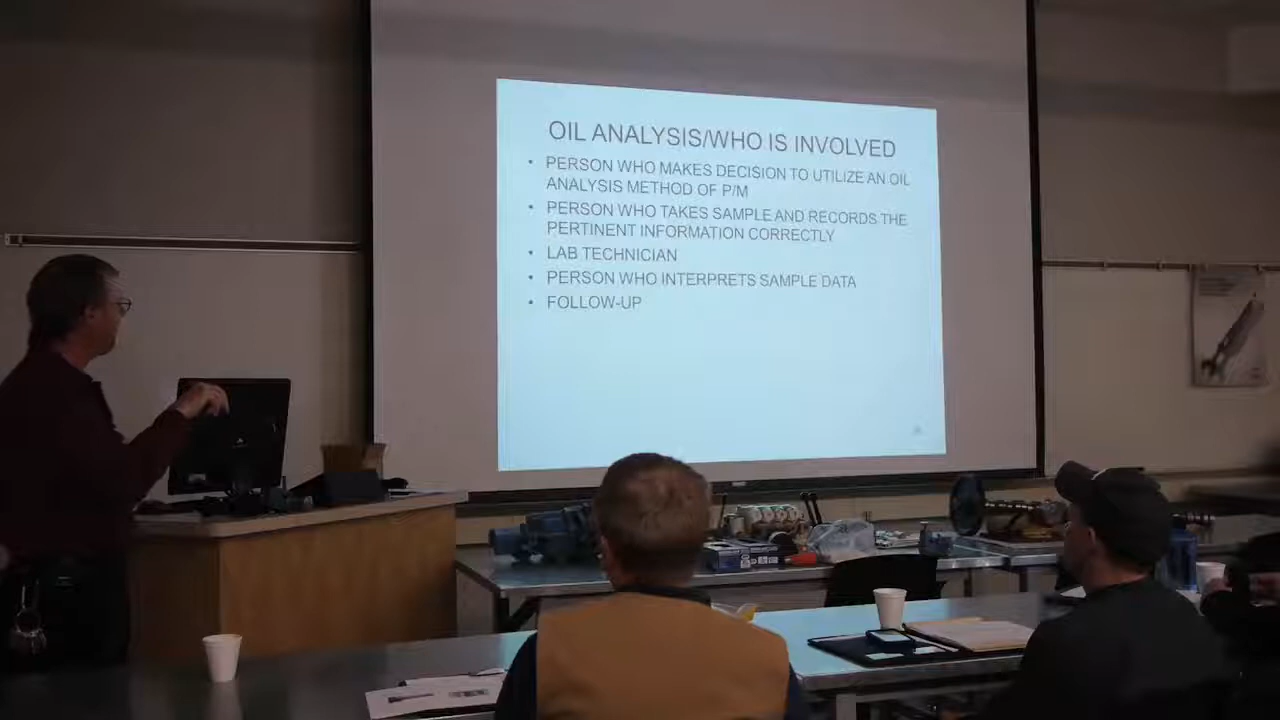 OIL ANALYSIS/WHO IS INVOLVED
• PERSON WHO MAKES DECISION TO UTILIZE AN OIL
ANALYSIS METHOD OF P/M
• PERSON WHO TAKES SAMPLE AND RECORDS THE
PERTINENT INFORMATION CORRECTLY
• LAB TECHNICIAN
• PERSON WHO INTERPRETS SAMPLE DATA
• FOLLOW-UP